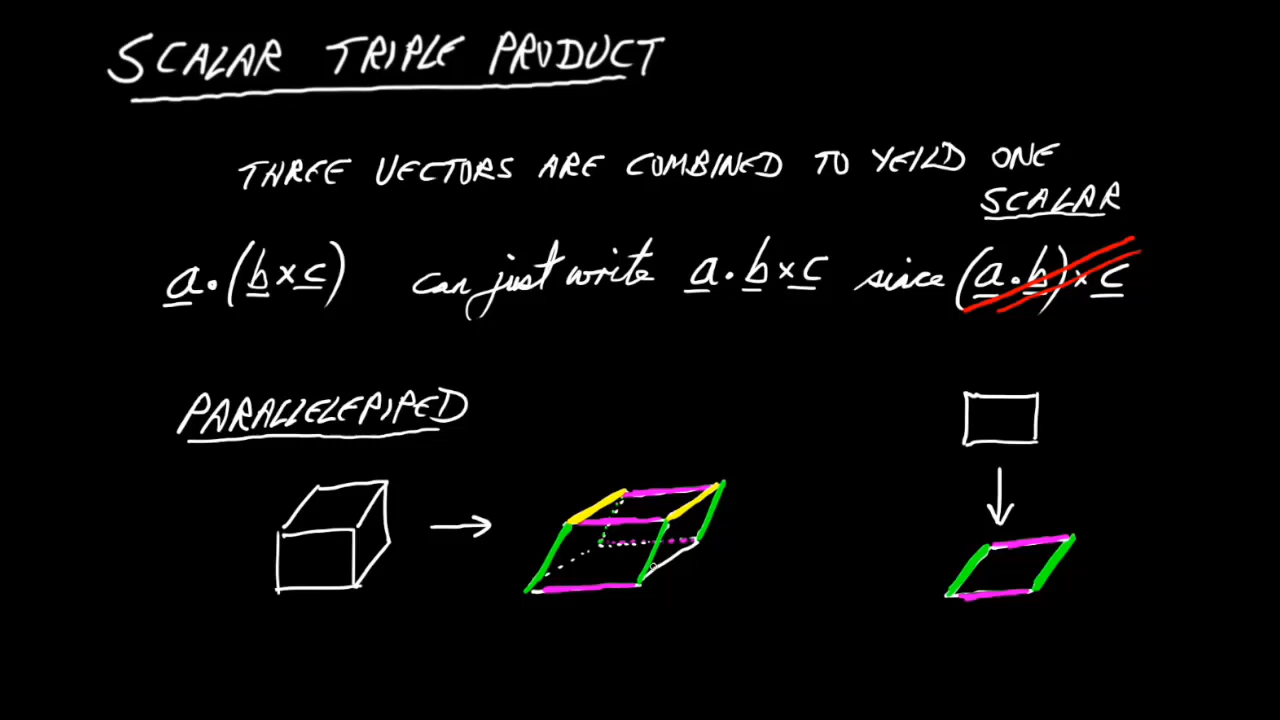 SCALAR TRIPLE PRODUCT
THREE VECTORS ARE COMBINED TO YEILD ONE
SCALAR
a.(b×c) can just write a.b×c since (a.b)×c
PARALLELEPIPED